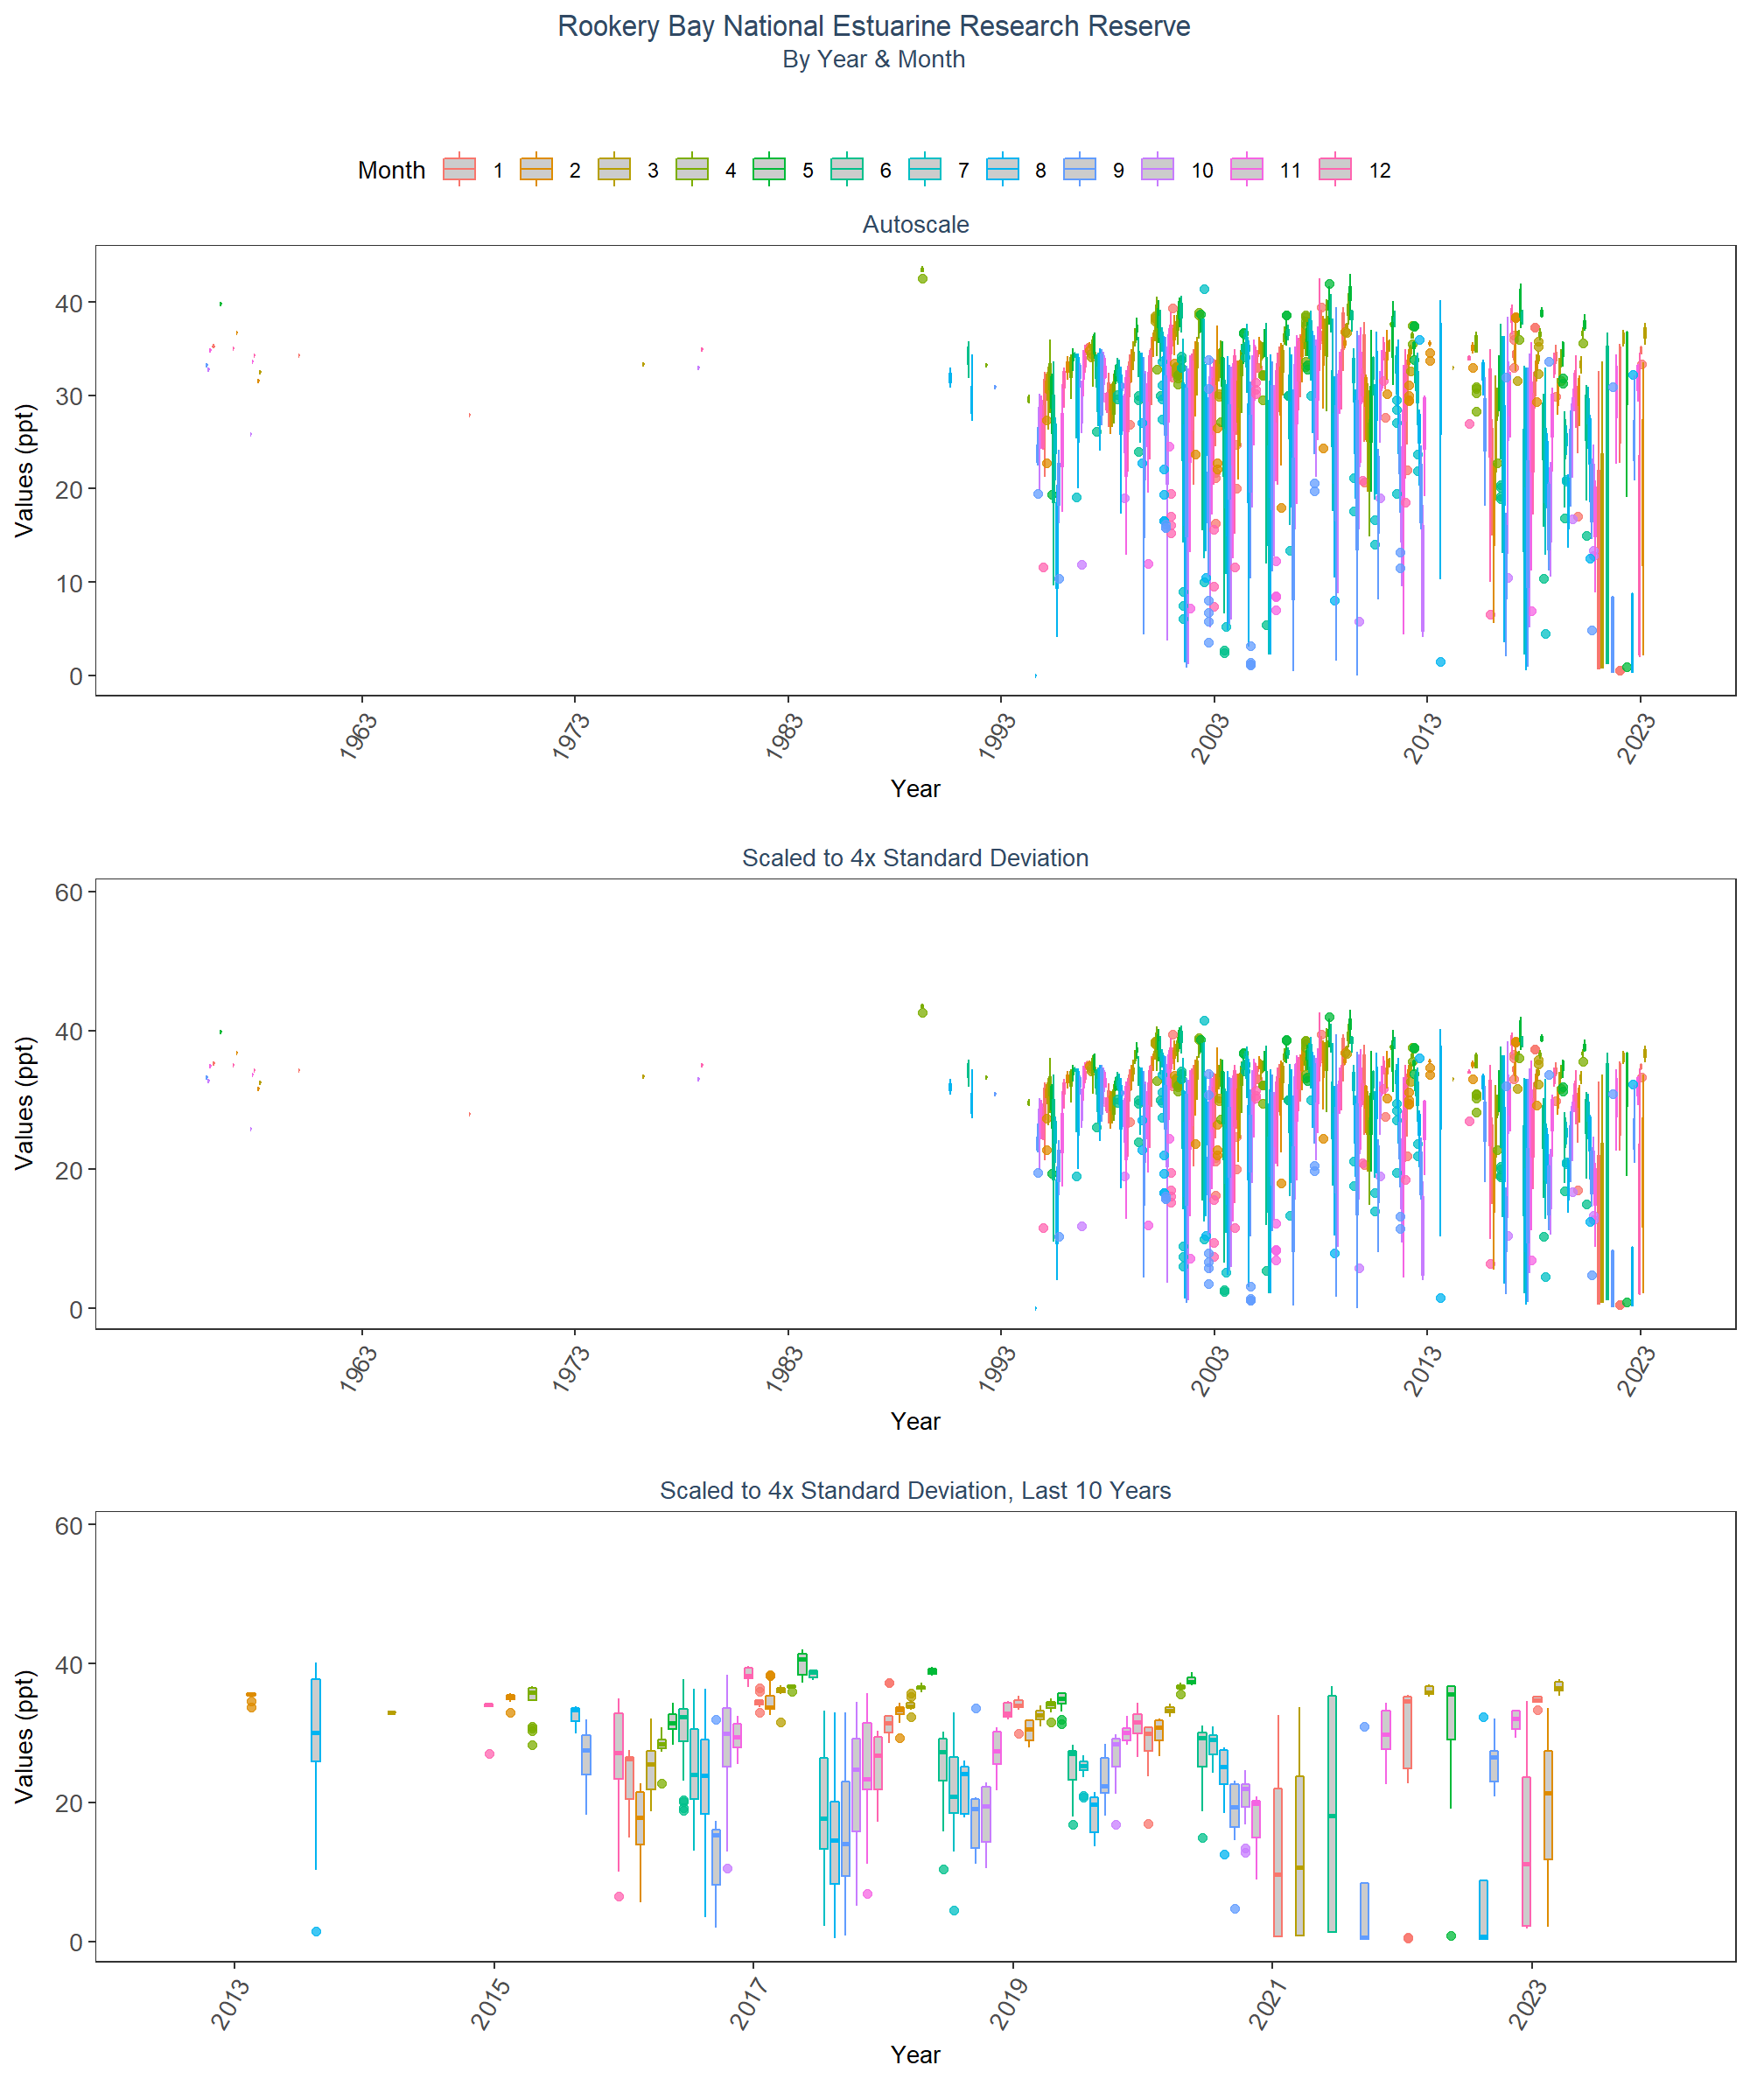 Rookery Bay National Estuarine Research Reserve
By Year & Month
Month 1 2 3 4 5 6 7 8 9 10 11 12
Autoscale
Values (ppt)
40
30
20
10
0
1963 1973 1983 1993 2003 2013 2023
Year
Scaled to 4x Standard Deviation
Values (ppt)
60
40
20
0
1963 1973 1983 1993 2003 2013 2023
Year
Scaled to 4x Standard Deviation, Last 10 Years
Values (ppt)
60
40
20
0
2013 2015 2017 2019 2021 2023
Year